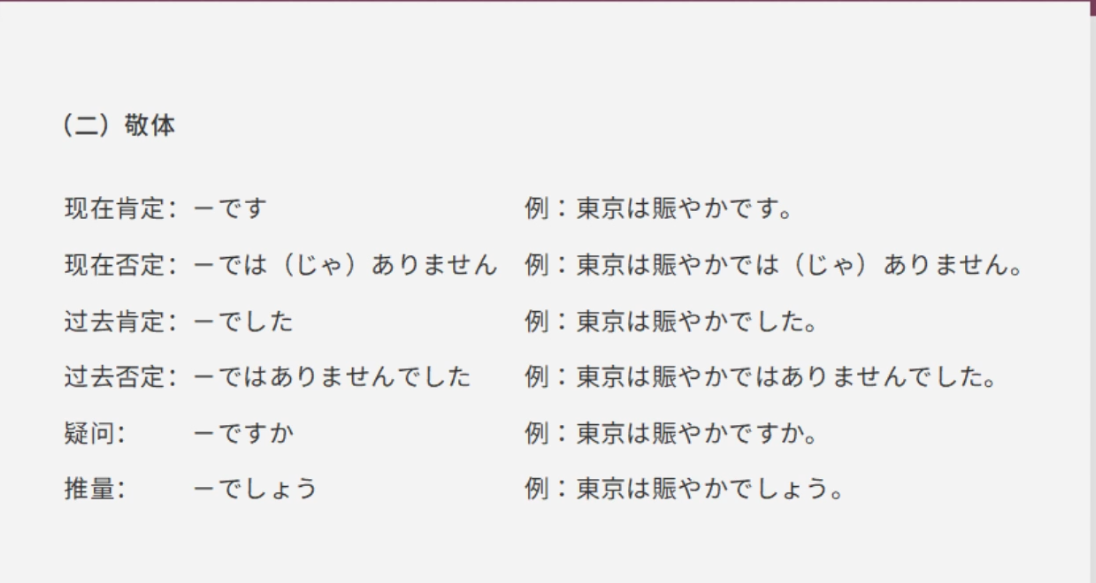 （二）敬体
现在肯定：－です 例：東京は賑やかです。
现在否定：－では（じゃ）ありません 例：東京は賑やかでは（じゃ）ありません。
过去肯定：－でした 例：東京は賑やかでした。
过去否定：－ではありませんでした 例：東京は賑やかではありませんでした。
疑问： －ですか 例：東京は賑やかですか。
推量： －でしょう 例：東京は賑やかでしょう。